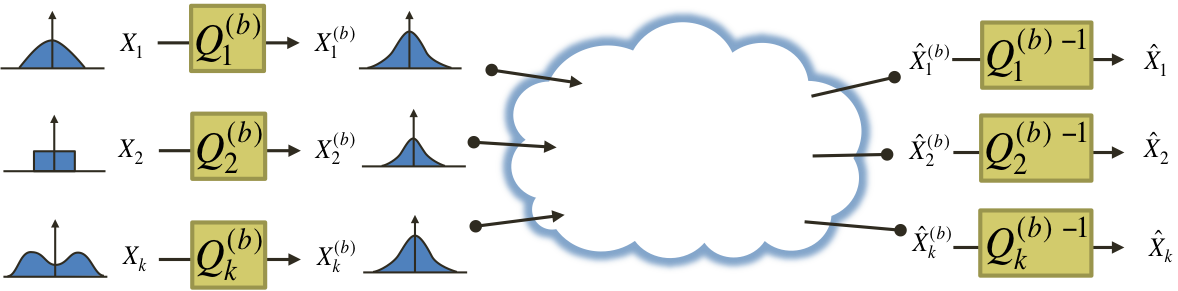 X₁ Q₁⁽ᵇ⁾ X₁⁽ᵇ⁾ X̂₁⁽ᵇ⁾ Q₁⁽ᵇ⁾ ⁻¹ X̂₁
X₂ Q₂⁽ᵇ⁾ X₂⁽ᵇ⁾ X̂₂⁽ᵇ⁾ Q₂⁽ᵇ⁾ ⁻¹ X̂₂
Xₖ Qₖ⁽ᵇ⁾ Xₖ⁽ᵇ⁾ X̂ₖ⁽ᵇ⁾ Qₖ⁽ᵇ⁾ ⁻¹ X̂ₖ